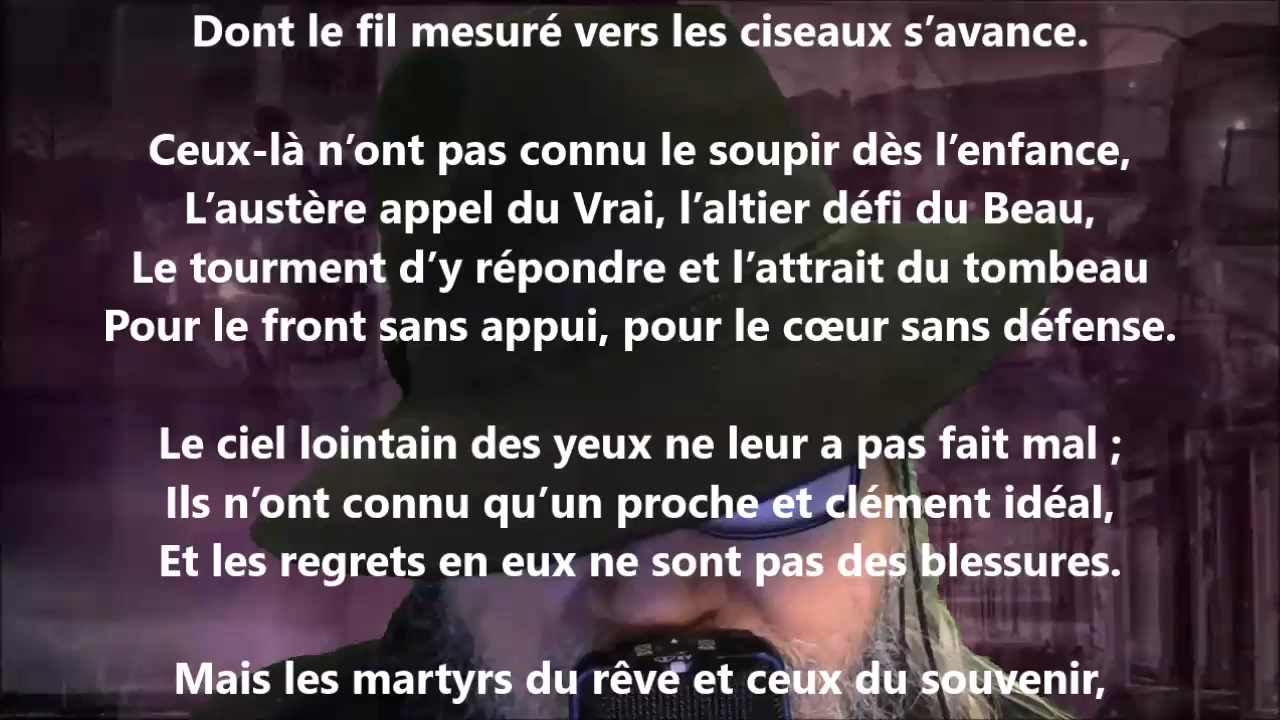 Dont le fil mesuré vers les ciseaux s’avance.
Ceux-là n’ont pas connu le soupir dès l’enfance,
L’austère appel du Vrai, l’altier défi du Beau,
Le tourment d’y répondre et l’attrait du tombeau
Pour le front sans appui, pour le cœur sans défense.
Le ciel lointain des yeux ne leur a pas fait mal ;
Ils n’ont connu qu’un proche et clément idéal,
Et les regrets en eux ne sont pas des blessures.
Mais les martyrs du rêve et ceux du souvenir,